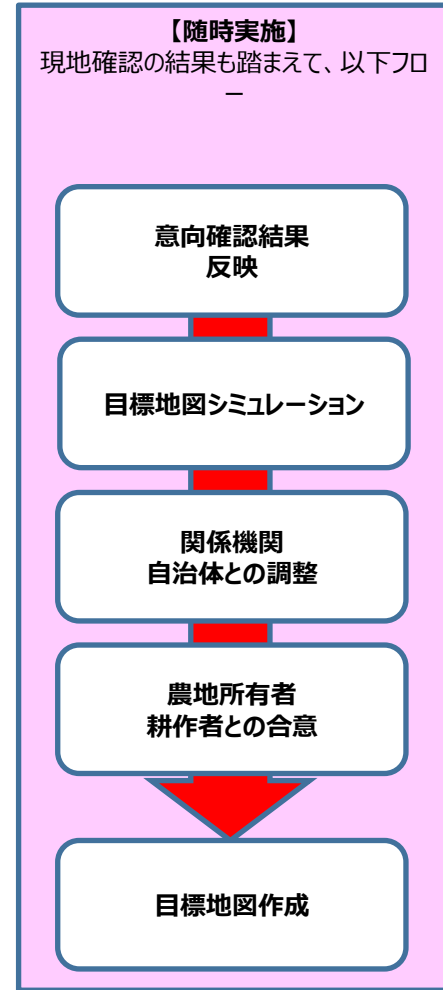 【随時実施】
現地確認の結果も踏まえて、以下フロ
ー
意向確認結果
反映
目標地図シミュレーション
関係機関
自治体との調整
農地所有者
耕作者との合意
目標地図作成